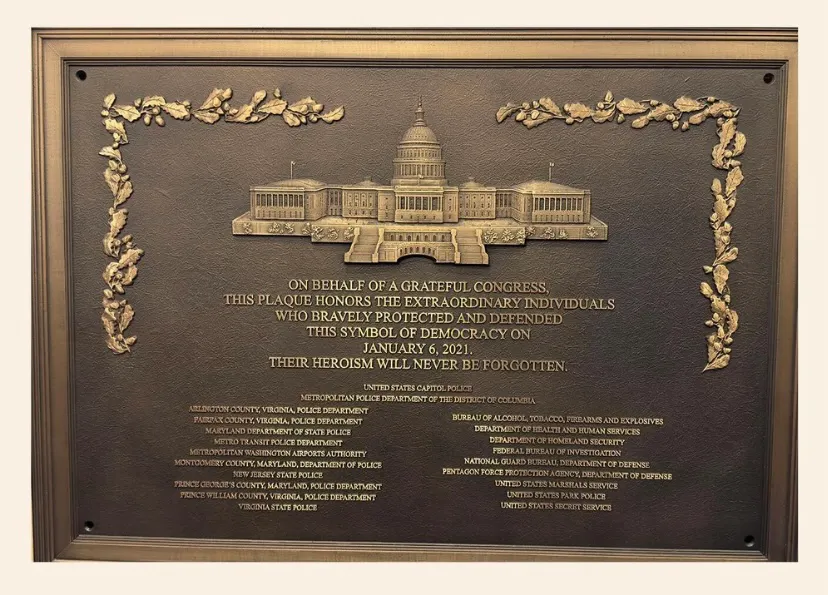 ON BEHALF OF A GRATEFUL CONGRESS,
THIS PLAQUE HONORS THE EXTRAORDINARY INDIVIDUALS
WHO BRAVELY PROTECTED AND DEFENDED
THIS SYMBOL OF DEMOCRACY ON
JANUARY 6, 2021.
THEIR HEROISM WILL NEVER BE FORGOTTEN.
UNITED STATES CAPITOL POLICE
METROPOLITAN POLICE DEPARTMENT OF THE DISTRICT OF COLUMBIA
ARLINGTON COUNTY, VIRGINIA, POLICE DEPARTMENT
FAIRFAX COUNTY, VIRGINIA, POLICE DEPARTMENT
MARYLAND DEPARTMENT OF STATE POLICE
METRO TRANSIT POLICE DEPARTMENT
METROPOLITAN WASHINGTON AIRPORTS AUTHORITY
MONTGOMERY COUNTY, MARYLAND, DEPARTMENT OF POLICE
NEW JERSEY STATE POLICE
PRINCE GEORGE'S COUNTY, MARYLAND, POLICE DEPARTMENT
PRINCE WILLIAM COUNTY, VIRGINIA, POLICE DEPARTMENT
VIRGINIA STATE POLICE
BUREAU OF ALCOHOL, TOBACCO, FIREARMS AND EXPLOSIVES
DEPARTMENT OF HEALTH AND HUMAN SERVICES
DEPARTMENT OF HOMELAND SECURITY
FEDERAL BUREAU OF INVESTIGATION
NATIONAL GUARD BUREAU, DEPARTMENT OF DEFENSE
PENTAGON FORCE PROTECTION AGENCY, DEPARTMENT OF DEFENSE
UNITED STATES MARSHALS SERVICE
UNITED STATES PARK POLICE
UNITED STATES SECRET SERVICE